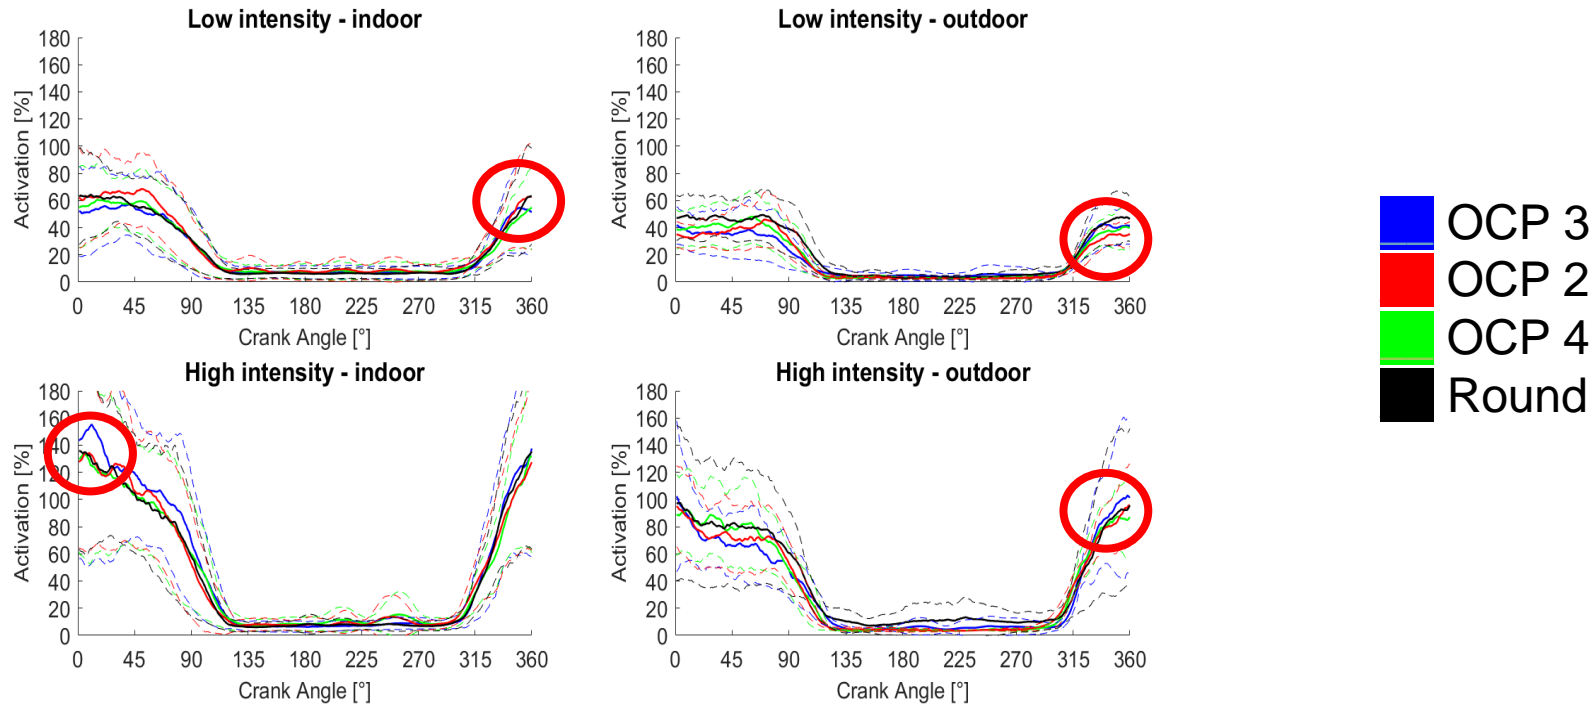 Low intensity - indoor
180
160
140
120
100
80
60
40
20
0
Activation [%]
0 45 90 135 180 225 270 315 360
Crank Angle [°]
Low intensity - outdoor
180
160
140
120
100
80
60
40
20
0
Activation [%]
0 45 90 135 180 225 270 315 360
Crank Angle [°]
High intensity - indoor
180
160
140
120
100
80
60
40
20
0
Activation [%]
0 45 90 135 180 225 270 315 360
Crank Angle [°]
High intensity - outdoor
180
160
140
120
100
80
60
40
20
0
Activation [%]
0 45 90 135 180 225 270 315 360
Crank Angle [°]
OCP 3
OCP 2
OCP 4
Round